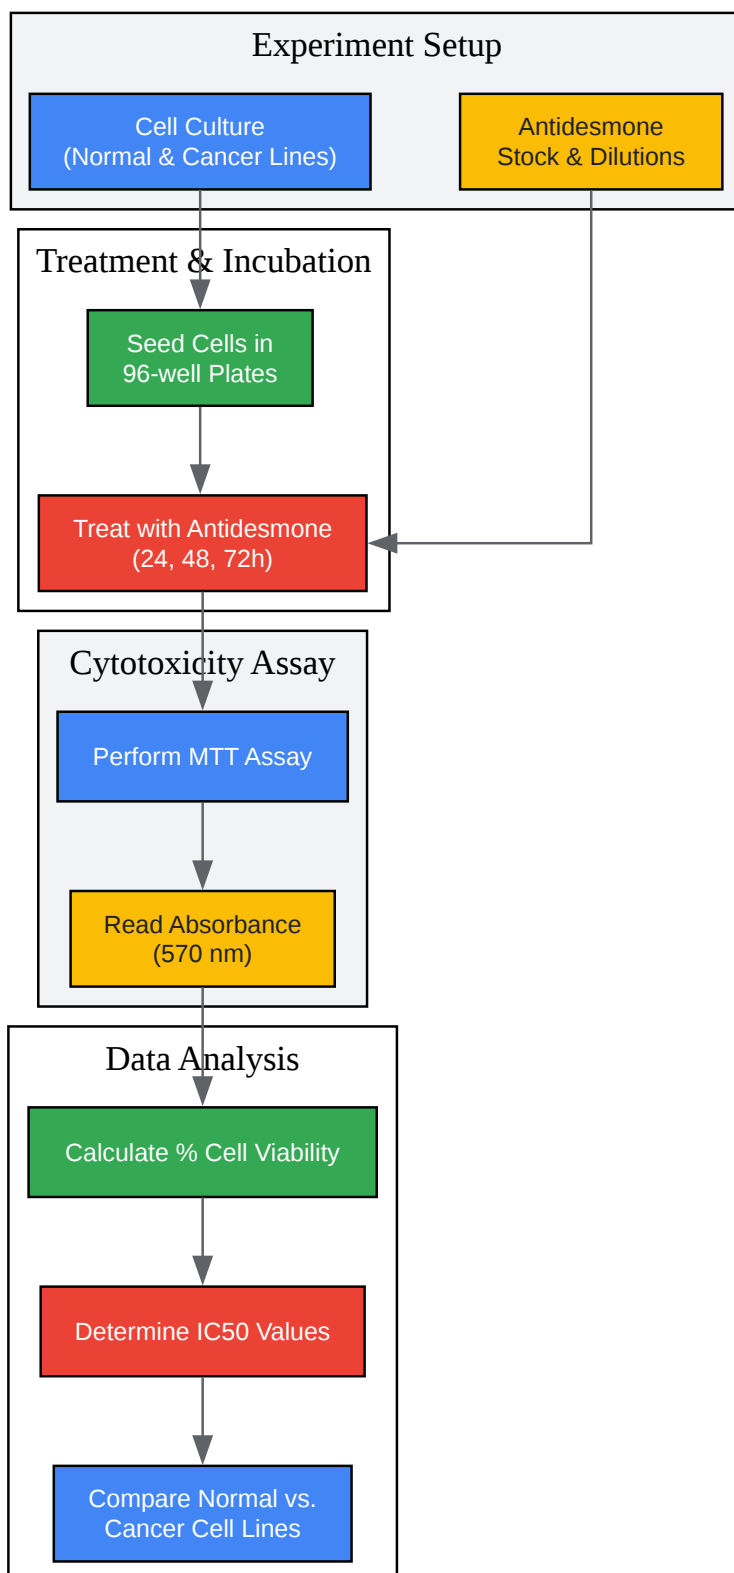 Experiment Setup
Cell Culture
(Normal & Cancer Lines)
Antidesmone
Stock & Dilutions
Treatment & Incubation
Seed Cells in
96-well Plates
Treat with Antidesmone
(24, 48, 72h)
Cytotoxicity Assay
Perform MTT Assay
Read Absorbance
(570 nm)
Data Analysis
Calculate % Cell Viability
Determine IC50 Values
Compare Normal vs.
Cancer Cell Lines